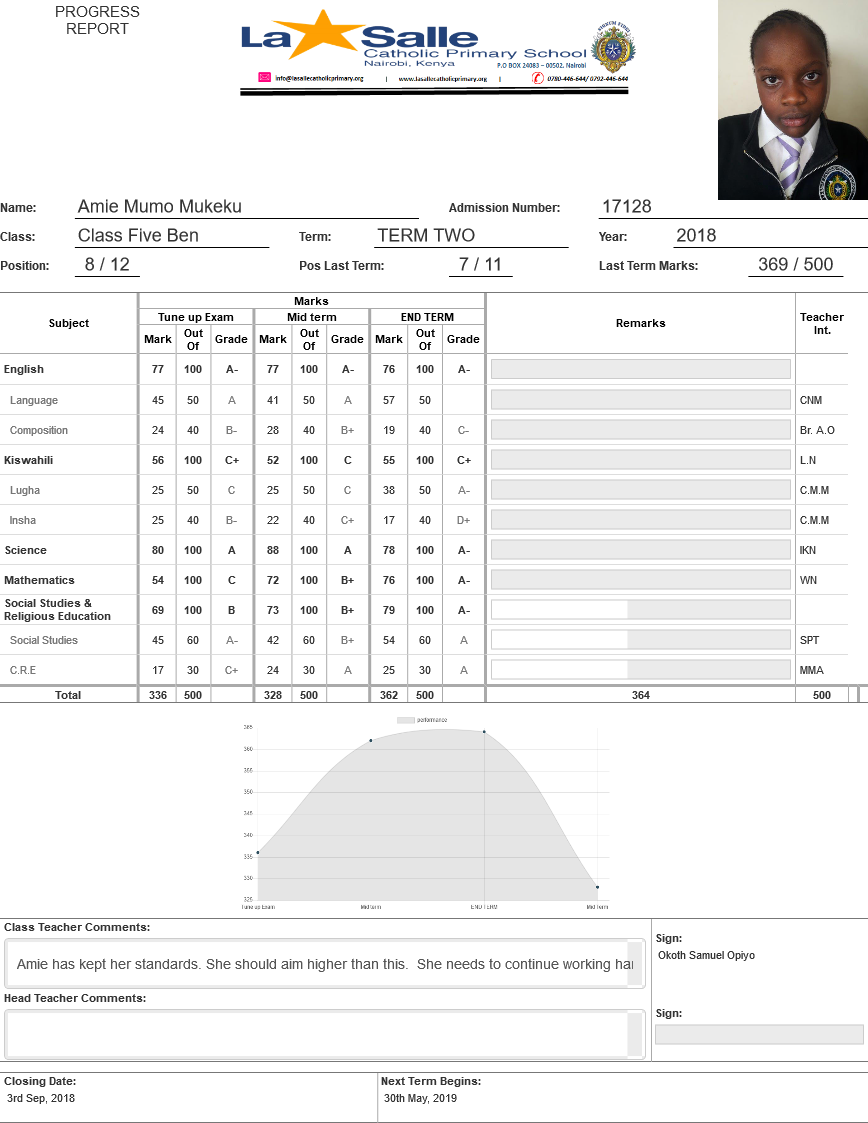 PROGRESS
REPORT
La Salle
Catholic Primary School
Nairobi, Kenya
P.O BOX 24083 – 00502, Nairobi
info@lasallecatholicprimary.org | www.lasallecatholicprimary.org | 0780-446-644/ 0792-446-644
Name: Amie Mumo Mukeku Admission Number: 17128
Class: Class Five Ben Term: TERM TWO Year: 2018
Position: 8 / 12 Pos Last Term: 7 / 11 Last Term Marks: 369 / 500
Subject Marks Remarks Teacher Int.
Tune up Exam Mid term END TERM
Mark Out Of Grade Mark Out Of Grade Mark Out Of Grade
English 77 100 A- 77 100 A- 76 100 A-
Language 45 50 A 41 50 A 57 50 CNM
Composition 24 40 B- 28 40 B+ 19 40 C- Br. A.O
Kiswahili 56 100 C+ 52 100 C 55 100 C+ L.N
Lugha 25 50 C 25 50 C 38 50 A- C.M.M
Insha 25 40 B- 22 40 C+ 17 40 D+ C.M.M
Science 80 100 A 88 100 A 78 100 A- IKN
Mathematics 54 100 C 72 100 B+ 76 100 A- WN
Social Studies &
Religious Education 69 100 B 73 100 B+ 79 100 A-
Social Studies 45 60 A- 42 60 B+ 54 60 A SPT
C.R.E 17 30 C+ 24 30 A 25 30 A MMA
Total 336 500 328 500 362 500 364 500
performance
365
360
355
350
345
340
335
330
325
Tune up Exam Mid term END TERM Mid Term
Class Teacher Comments:
Amie has kept her standards. She should aim higher than this. She needs to continue working har
Sign:
Okoth Samuel Opiyo
Head Teacher Comments:
Sign:
Closing Date: Next Term Begins:
3rd Sep, 2018 30th May, 2019